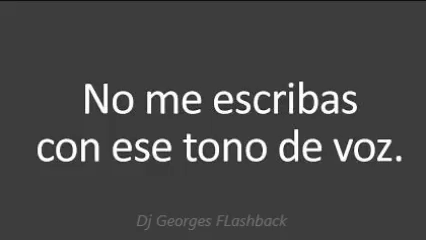 No me escribas
con ese tono de voz.
Dj Georges FLashback